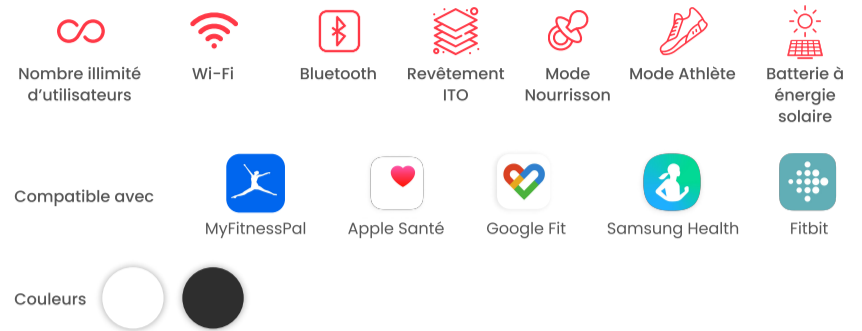 Nombre illimité
d’utilisateurs
Wi-Fi
Bluetooth
Revêtement
ITO
Mode
Nourrisson
Mode Athlète
Batterie à
énergie
solaire
Compatible avec
MyFitnessPal
Apple Santé
Google Fit
Samsung Health
Fitbit
Couleurs